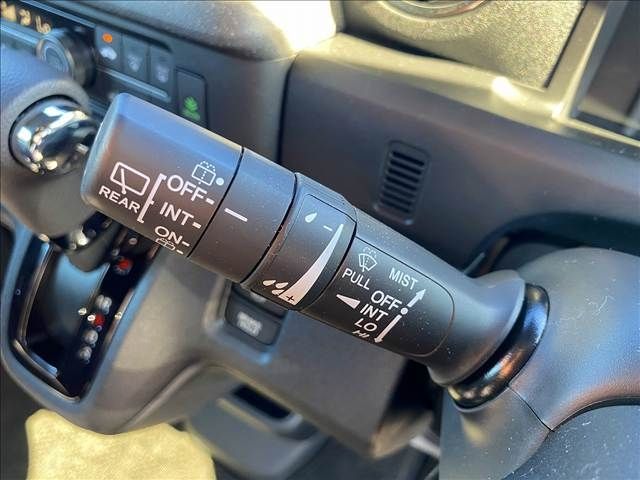 REAR
OFF
INT
ON
−
+
MIST
PULL
OFF
INT
LO
HI